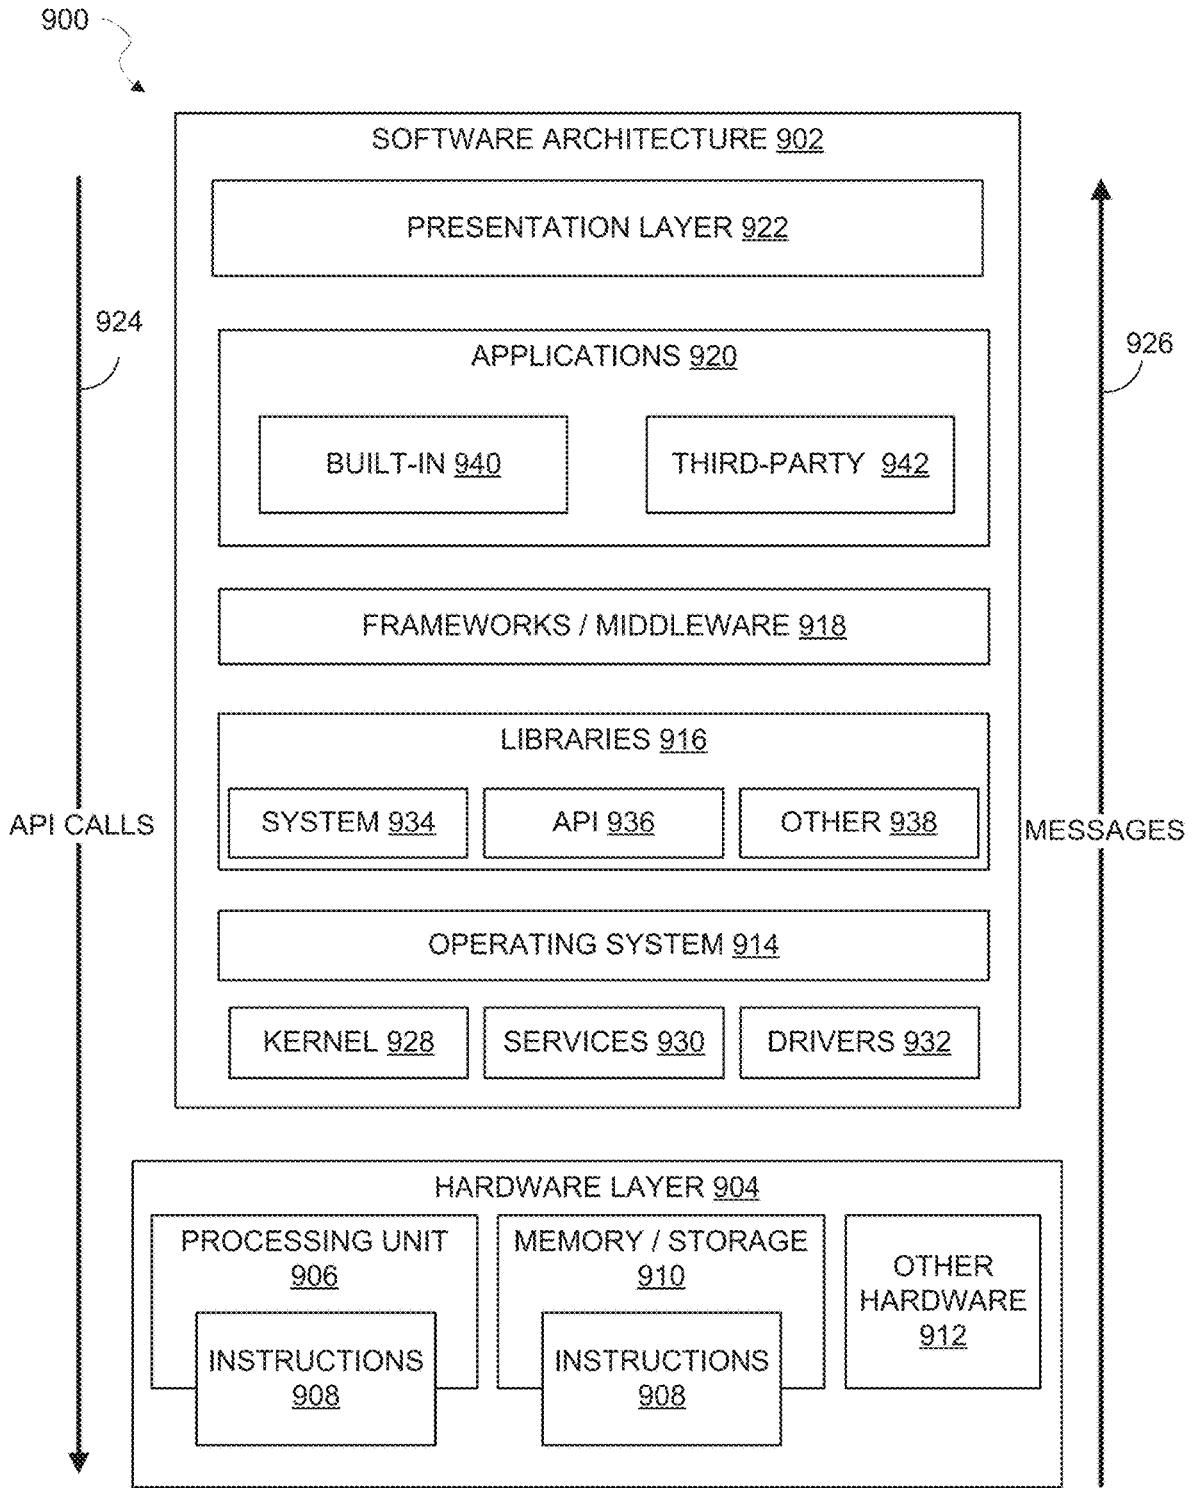 900
SOFTWARE ARCHITECTURE 902
PRESENTATION LAYER 922
924
926
APPLICATIONS 920
BUILT-IN 940
THIRD-PARTY 942
FRAMEWORKS / MIDDLEWARE 918
LIBRARIES 916
SYSTEM 934
API 936
OTHER 938
API CALLS
MESSAGES
OPERATING SYSTEM 914
KERNEL 928
SERVICES 930
DRIVERS 932
HARDWARE LAYER 904
PROCESSING UNIT
906
INSTRUCTIONS
908
MEMORY / STORAGE
910
INSTRUCTIONS
908
OTHER
HARDWARE
912